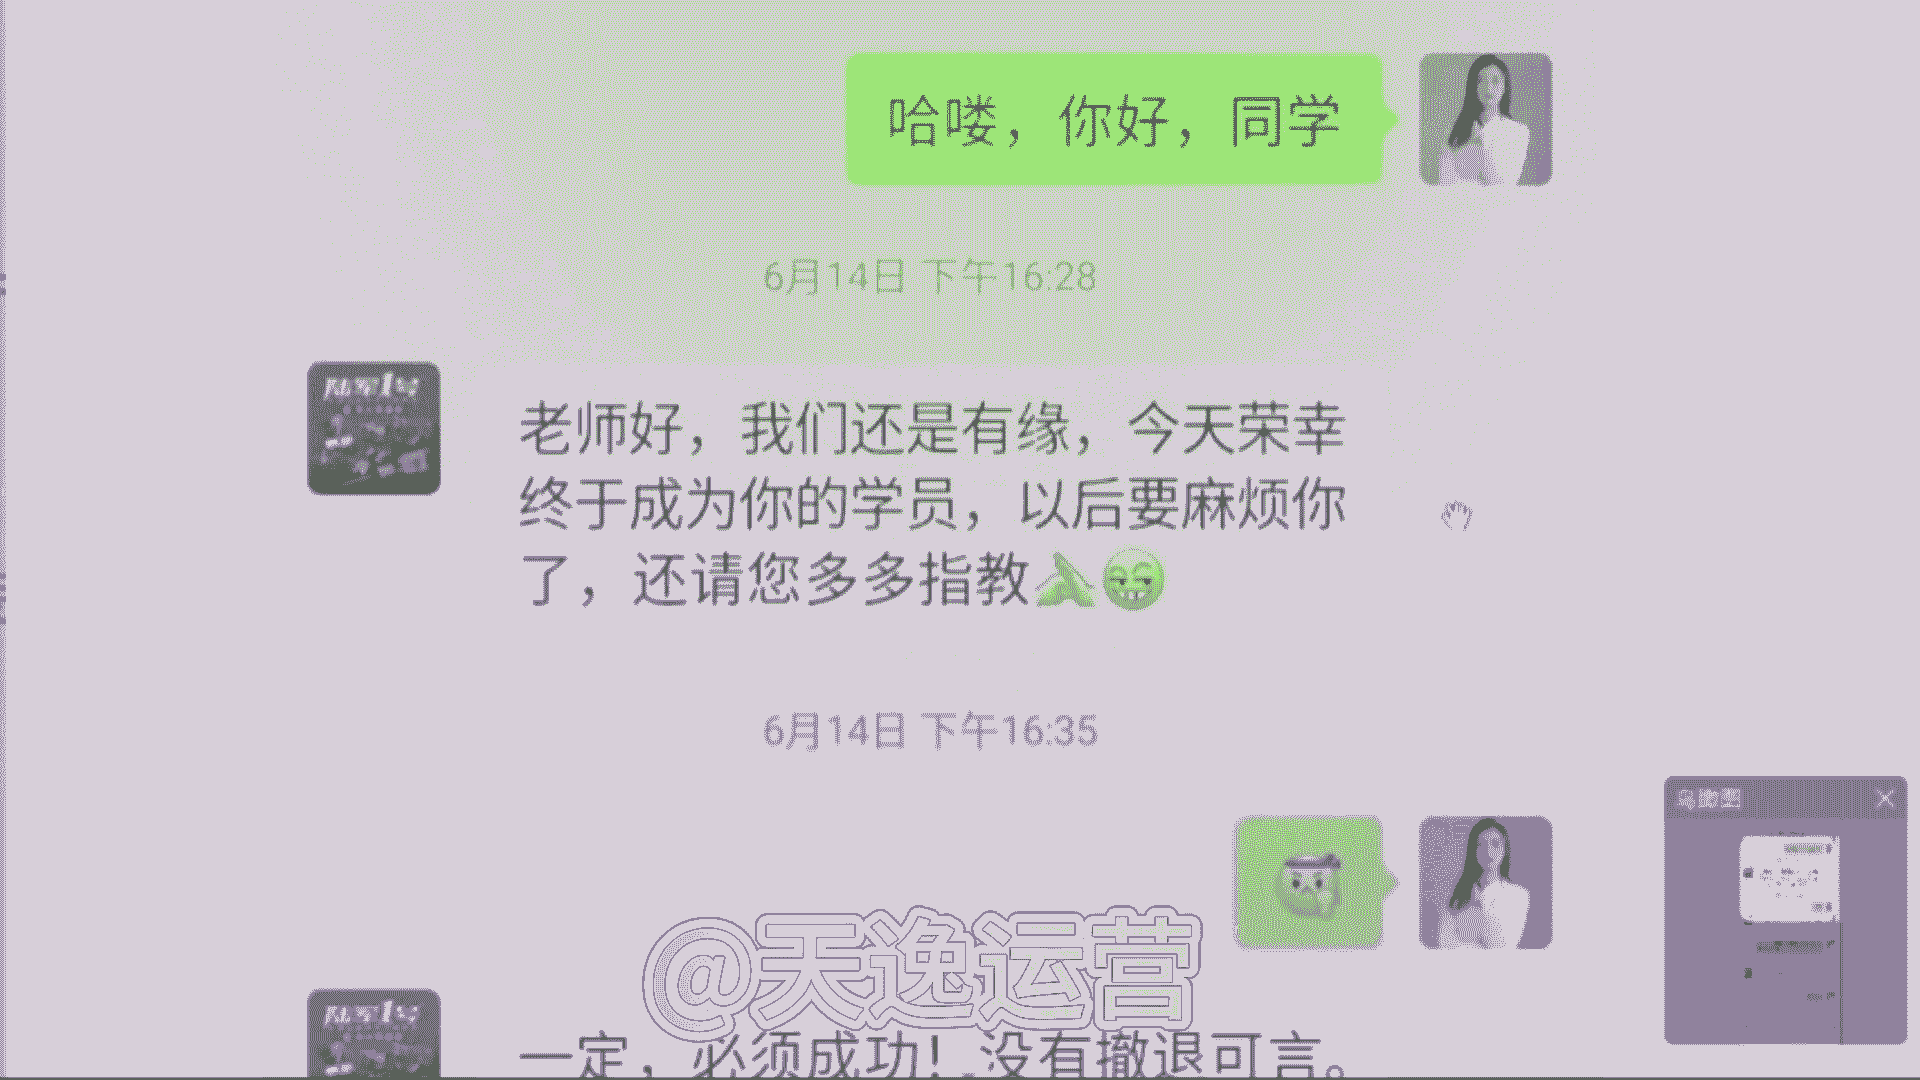 哈喽，你好，同学
6月14日 下午16:28
老师好，我们还是有缘，今天荣幸
终于成为你的学员，以后要麻烦你
了，还请您多多指教
6月14日 下午16:35
鸟瞰图
@天逸运营
一定，必须成功！没有撤退可言。